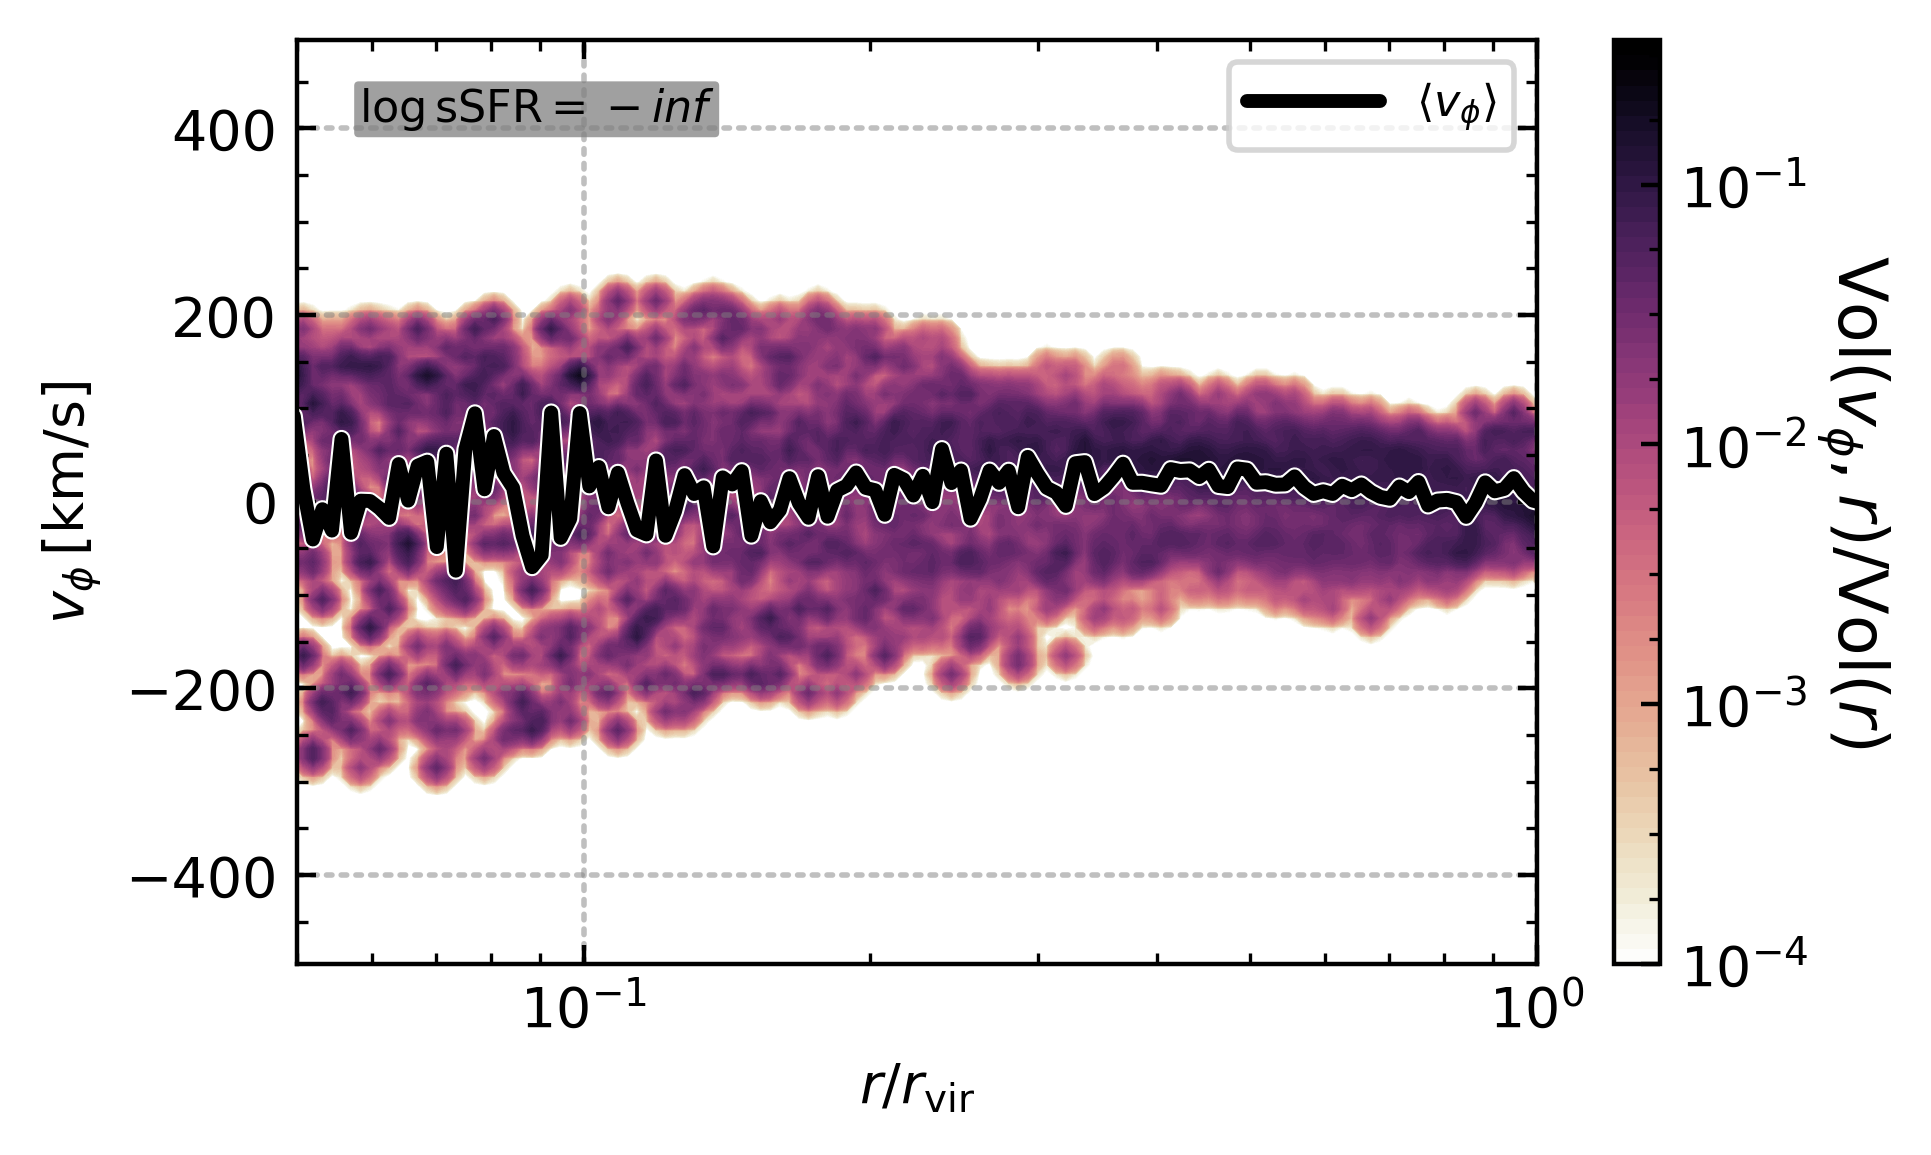 log sSFR = −inf
⟨v_ϕ⟩
400
200
0
−200
−400
v_ϕ [km/s]
10^−1
10^0
r/r_vir
10^−1
10^−2
10^−3
10^−4
Vol(v_ϕ, r)/Vol(r)